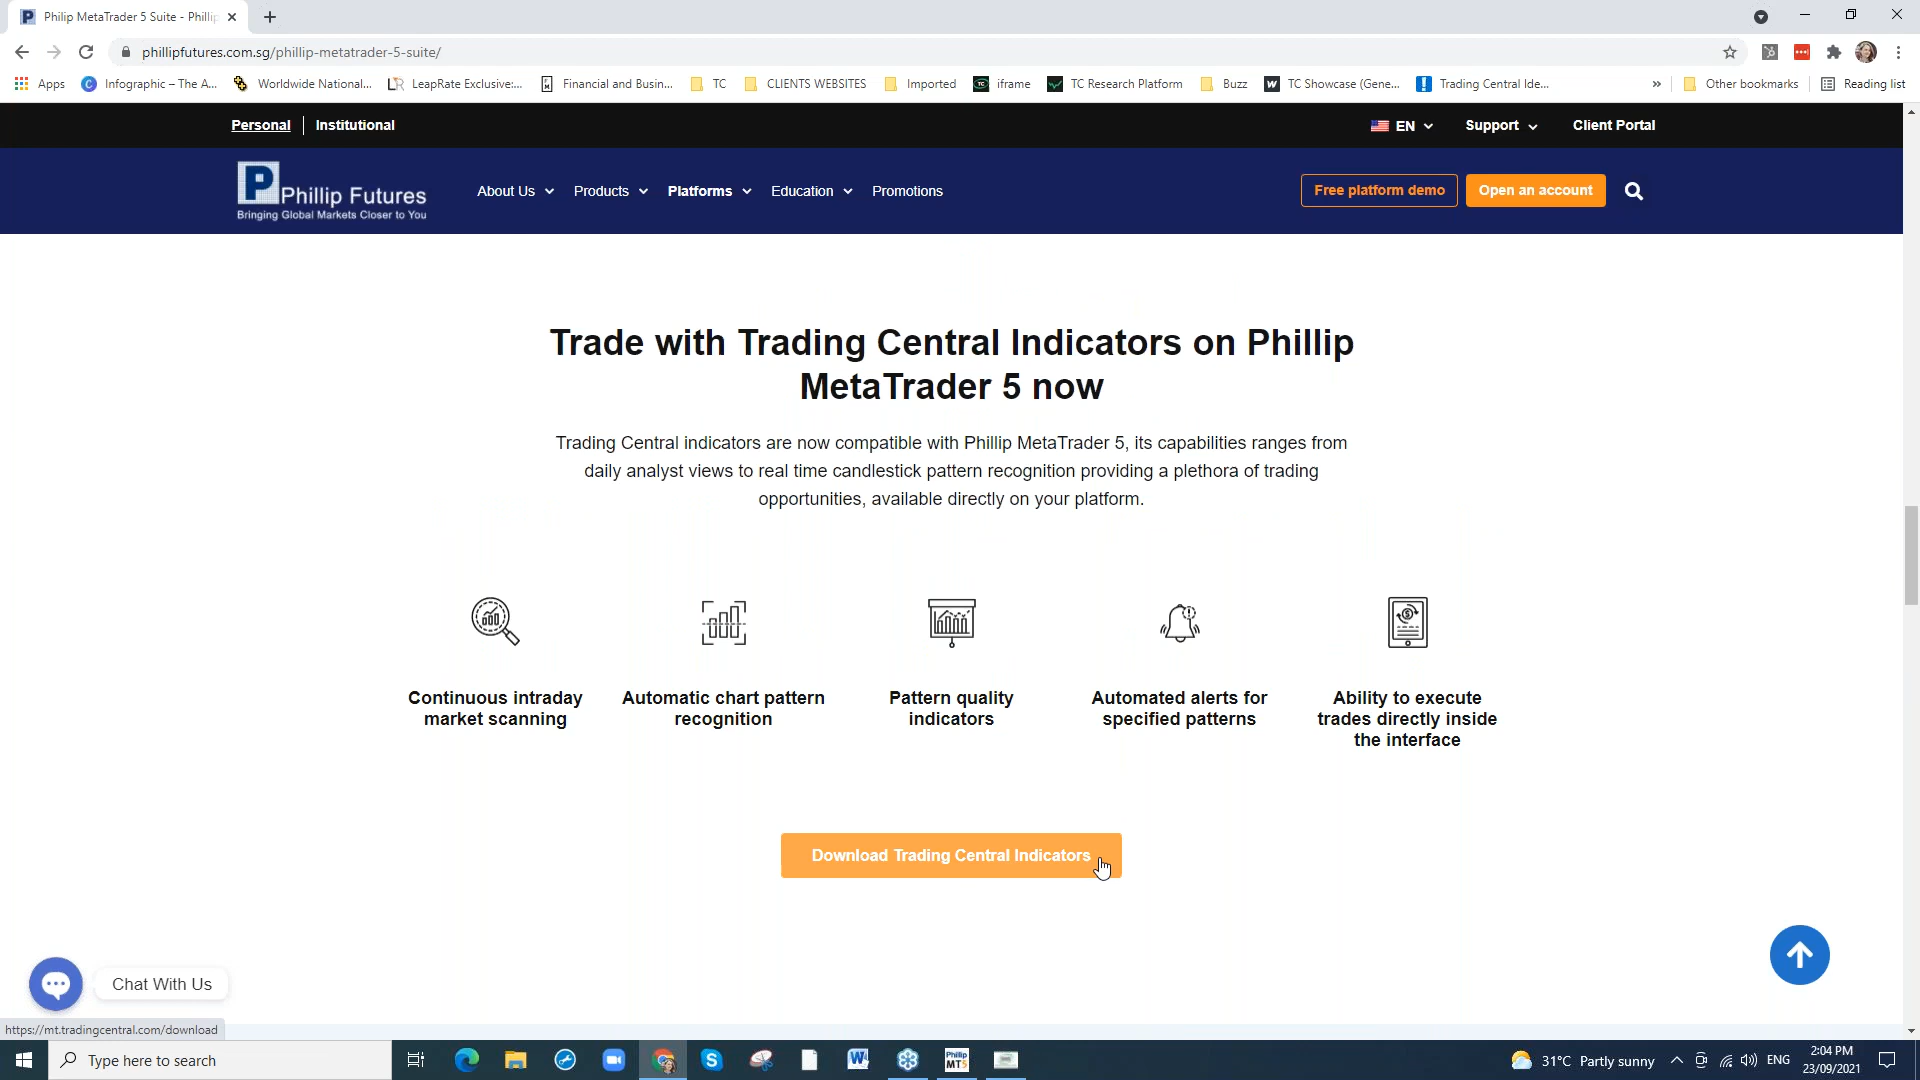 Philip MetaTrader 5 Suite - Phillip
phillipfutures.com.sg/phillip-metatrader-5-suite/
Apps
Infographic – The A...
Worldwide National...
LeapRate Exclusive:...
Financial and Busin...
TC
CLIENTS WEBSITES
Imported
iframe
TC Research Platform
Buzz
TC Showcase (Gene...
Trading Central Ide...
»
Other bookmarks
Reading list
Personal
Institutional
EN
Support
Client Portal
Phillip Futures
Bringing Global Markets Closer to You
About Us
Products
Platforms
Education
Promotions
Free platform demo
Open an account
Trade with Trading Central Indicators on Phillip
MetaTrader 5 now
Trading Central indicators are now compatible with Phillip MetaTrader 5, its capabilities ranges from
daily analyst views to real time candlestick pattern recognition providing a plethora of trading
opportunities, available directly on your platform.
Continuous intraday
market scanning
Automatic chart pattern
recognition
Pattern quality
indicators
Automated alerts for
specified patterns
Ability to execute
trades directly inside
the interface
Download Trading Central Indicators
Chat With Us
https://mt.tradingcentral.com/download
Type here to search
Phillip
MT5
31°C Partly sunny
ENG
2:04 PM
23/09/2021